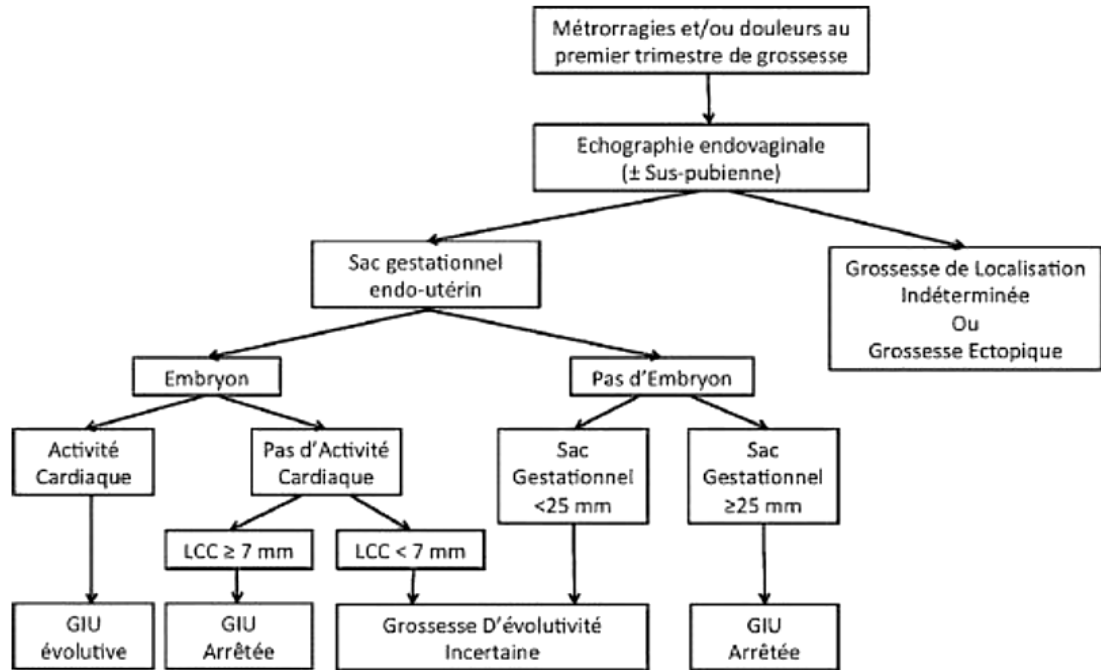 Métrorragies et/ou douleurs au
premier trimestre de grossesse
Echographie endovaginale
(± Sus-pubienne)
Sac gestationnel
endo-utérin
Grossesse de Localisation
Indéterminée
Ou
Grossesse Ectopique
Embryon
Pas d'Embryon
Activité
Cardiaque
Pas d'Activité
Cardiaque
Sac
Gestationnel
<25 mm
Sac
Gestationnel
≥25 mm
LCC ≥ 7 mm
LCC < 7 mm
GIU
évolutive
GIU
Arrêtée
Grossesse D'évolutivité
Incertaine
GIU
Arrêtée